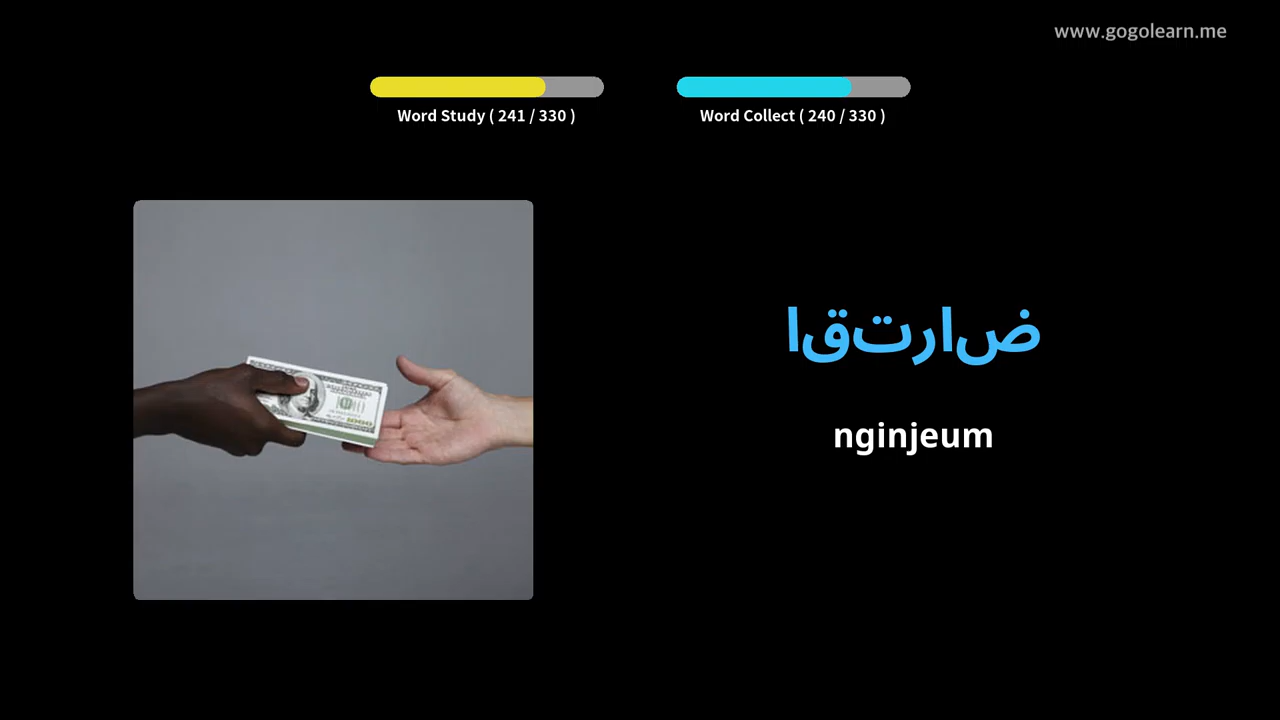 www.gogolearn.me
Word Study ( 241 / 330 )
Word Collect ( 240 / 330 )
اقتراض
nginjeum